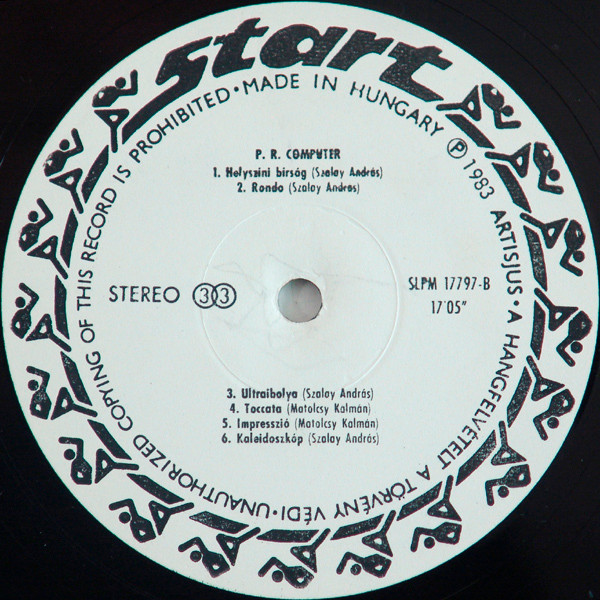 start
UNAUTHORIZED COPYING OF THIS RECORD IS PROHIBITED • MADE IN HUNGARY Ⓟ 1983 ARTISJUS • A HANGFELVÉTELT A TÖRVÉNY VÉDI •
P. R. COMPUTER
1. Helyszíni bírság (Szalay András)
2. Rondo (Szalay András)
STEREO 33
SLPM 17797-B
17'05"
3. Ultraibolya (Szalay András)
4. Toccata (Matolcsy Kálmán)
5. Impresszió (Matolcsy Kálmán)
6. Kaleidoszkóp (Szalay András)